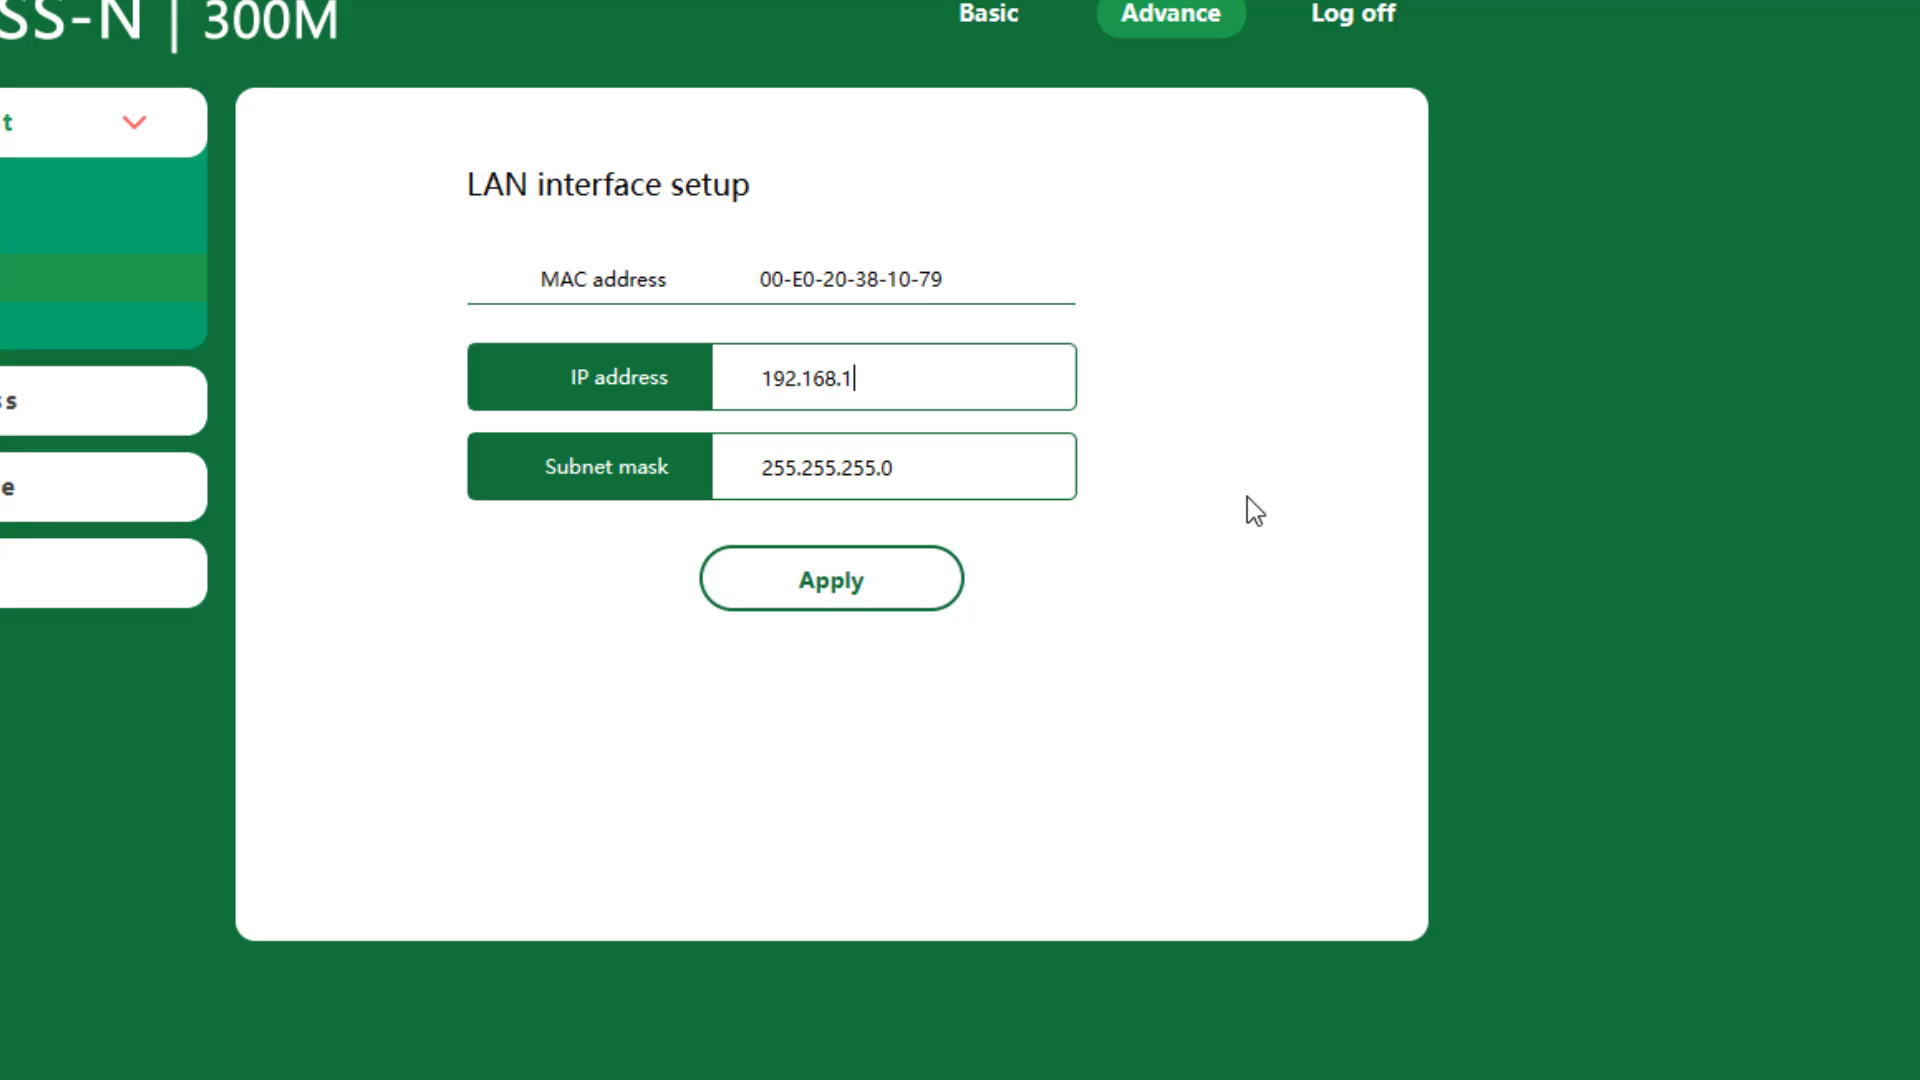 SS-N | 300M
Basic Advance Log off
LAN interface setup
MAC address 00-E0-20-38-10-79
IP address 192.168.1
Subnet mask 255.255.255.0
Apply